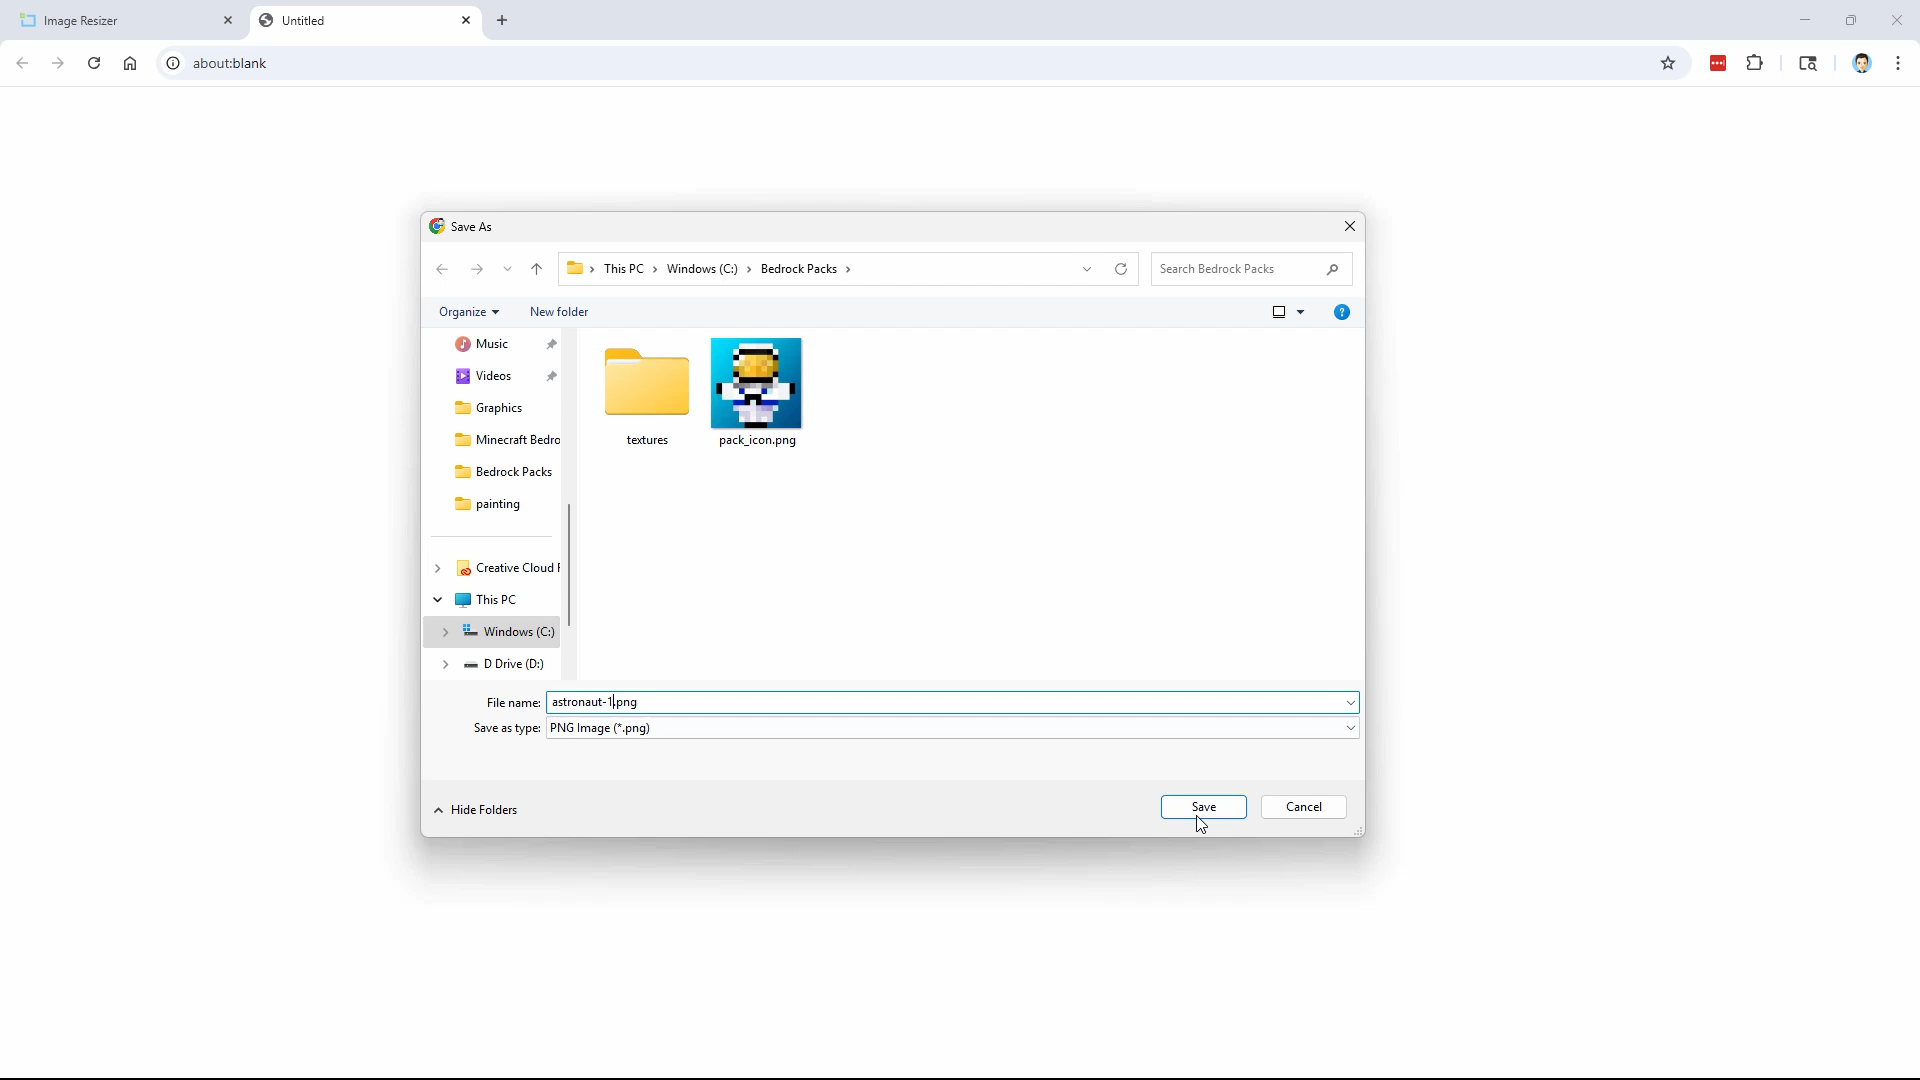 Image Resizer
Untitled
about:blank
Save As
This PC
Windows (C:)
Bedrock Packs
Search Bedrock Packs
Organize
New folder
Music
Videos
Graphics
Minecraft Bedro
Bedrock Packs
painting
Creative Cloud F
This PC
Windows (C:)
D Drive (D:)
textures
pack_icon.png
File name: astronaut-1.png
Save as type: PNG Image (*.png)
Hide Folders
Save
Cancel